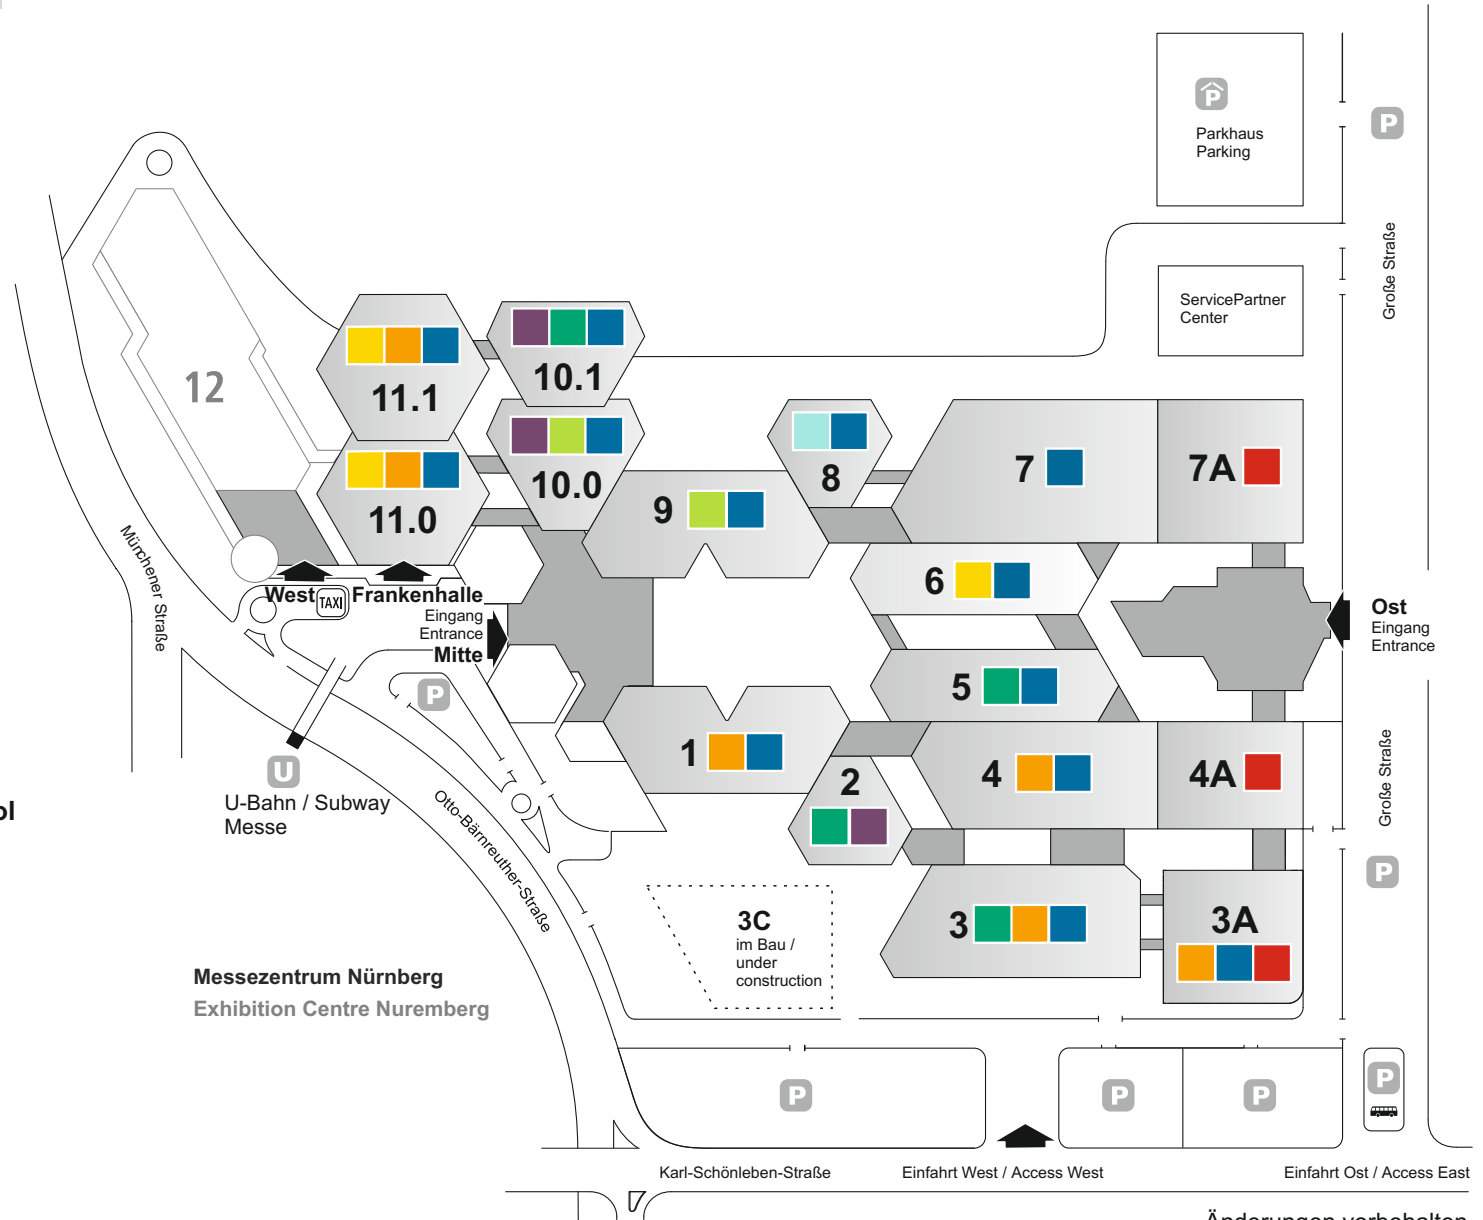 P
Parkhaus
Parking
P
Große Straße
ServicePartner
Center
12
11.1
10.1
11.0
10.0
9
8
7
7A
6
5
Münchener Straße
West
TAXI
Frankenhalle
Eingang
Entrance
Mitte
Ost
Eingang
Entrance
P
U
U-Bahn / Subway
Messe
1
2
4
4A
Große Straße
ol
Otto-Bärnreuther-Straße
P
3
3A
3C
im Bau /
under
construction
Messezentrum Nürnberg
Exhibition Centre Nuremberg
P
P
P
P
Karl-Schönleben-Straße
Einfahrt West / Access West
Einfahrt Ost / Access East
Änderungen vorbehalten